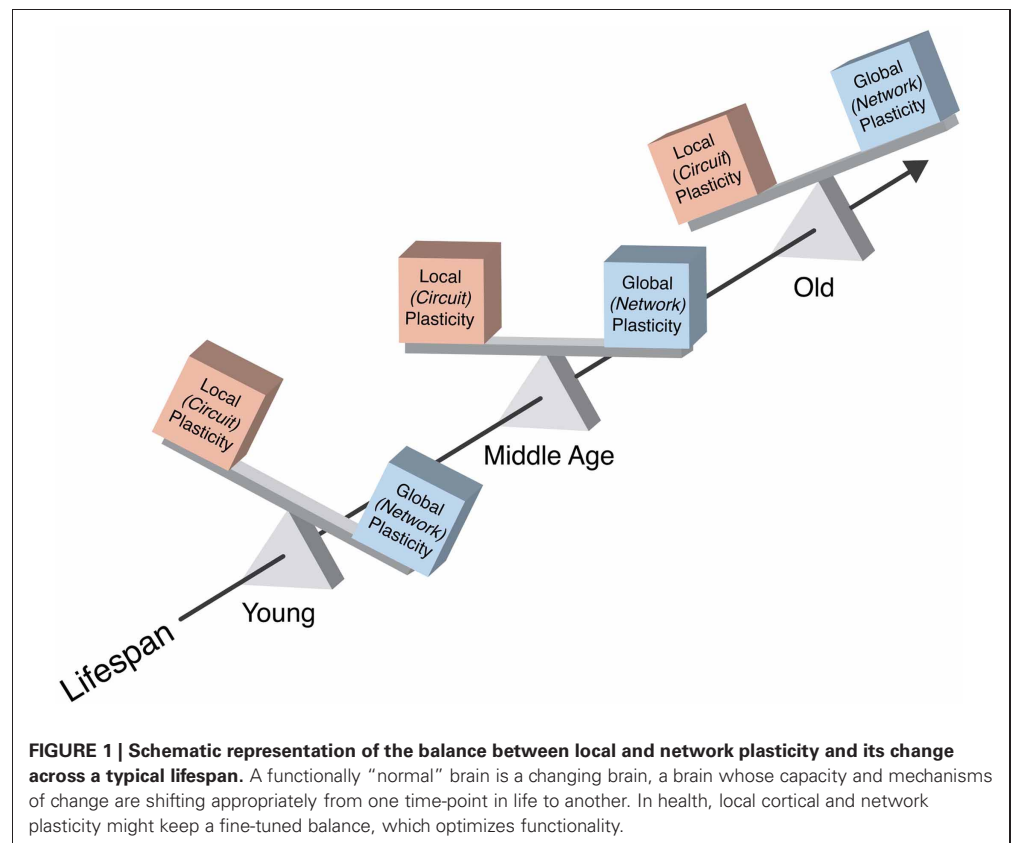 Local
(Circuit)
Plasticity
Global
(Network)
Plasticity
Young
Local
(Circuit)
Plasticity
Global
(Network)
Plasticity
Middle Age
Local
(Circuit)
Plasticity
Global
(Network)
Plasticity
Old
Lifespan
FIGURE 1 | Schematic representation of the balance between local and network plasticity and its change
across a typical lifespan. A functionally “normal” brain is a changing brain, a brain whose capacity and mechanisms
of change are shifting appropriately from one time-point in life to another. In health, local cortical and network
plasticity might keep a fine-tuned balance, which optimizes functionality.